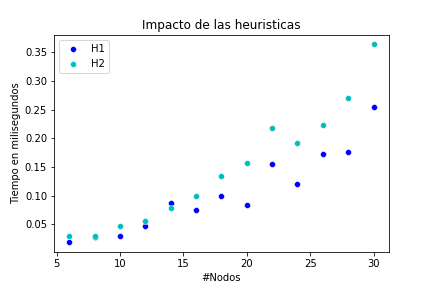 Impacto de las heuristicas
H1
H2
Tiempo en milisegundos
0.35
0.30
0.25
0.20
0.15
0.10
0.05
5 10 15 20 25 30
#Nodos